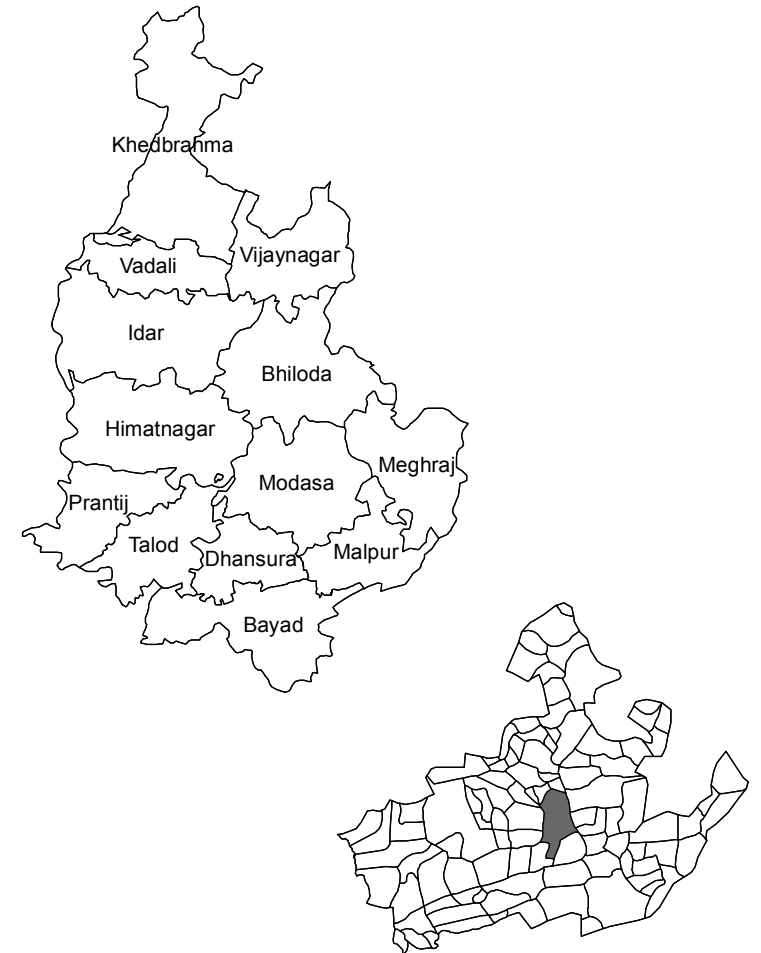 Khedbrahma
Vijaynagar
Vadali
Idar
Bhiloda
Himatnagar
Meghraj
Modasa
Prantij
Talod
Malpur
Dhansura
Bayad